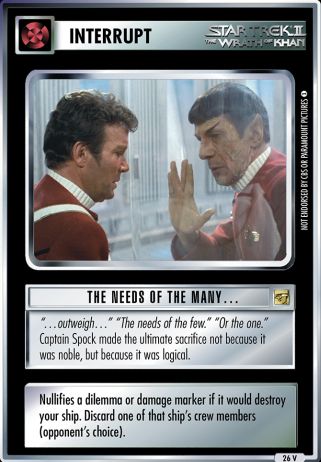 INTERRUPT
STAR TREK II
THE WRATH OF KHAN
NOT ENDORSED BY CBS OR PARAMOUNT PICTURES
THE NEEDS OF THE MANY...
“...outweigh...” “The needs of the few.” “Or the one.”
Captain Spock made the ultimate sacrifice not because it
was noble, but because it was logical.
Nullifies a dilemma or damage marker if it would destroy
your ship. Discard one of that ship's crew members
(opponent's choice).
26 V